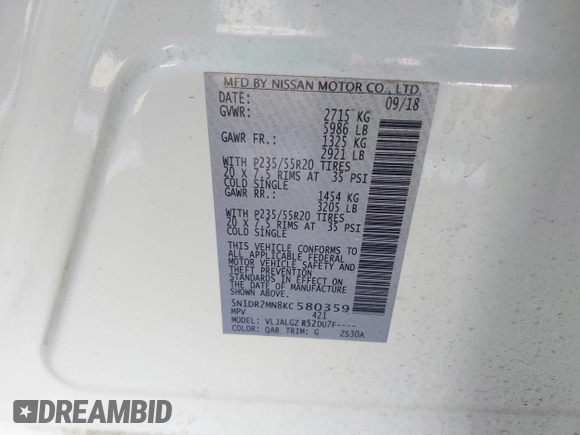 MFD BY NISSAN MOTOR CO., LTD.
DATE: 09/18
GVWR: 2715 KG
5986 LB
GAWR FR.: 1325 KG
2921 LB
WITH P235/55R20 TIRES
20 X 7.5 RIMS AT 35 PSI
COLD SINGLE
GAWR RR.: 1454 KG
3205 LB
WITH P235/55R20 TIRES
20 X 7.5 RIMS AT 35 PSI
COLD SINGLE
THIS VEHICLE CONFORMS TO
ALL APPLICABLE FEDERAL
MOTOR VEHICLE SAFETY AND
THEFT PREVENTION
STANDARDS IN EFFECT ON
THE DATE OF MANUFACTURE
SHOWN ABOVE.
5N1DR2MN8KC580359
MPV 421
MODEL: VLJALGZ R52DU7F----
COLOR: QAB TRIM: G ZS30A
DREAMBID